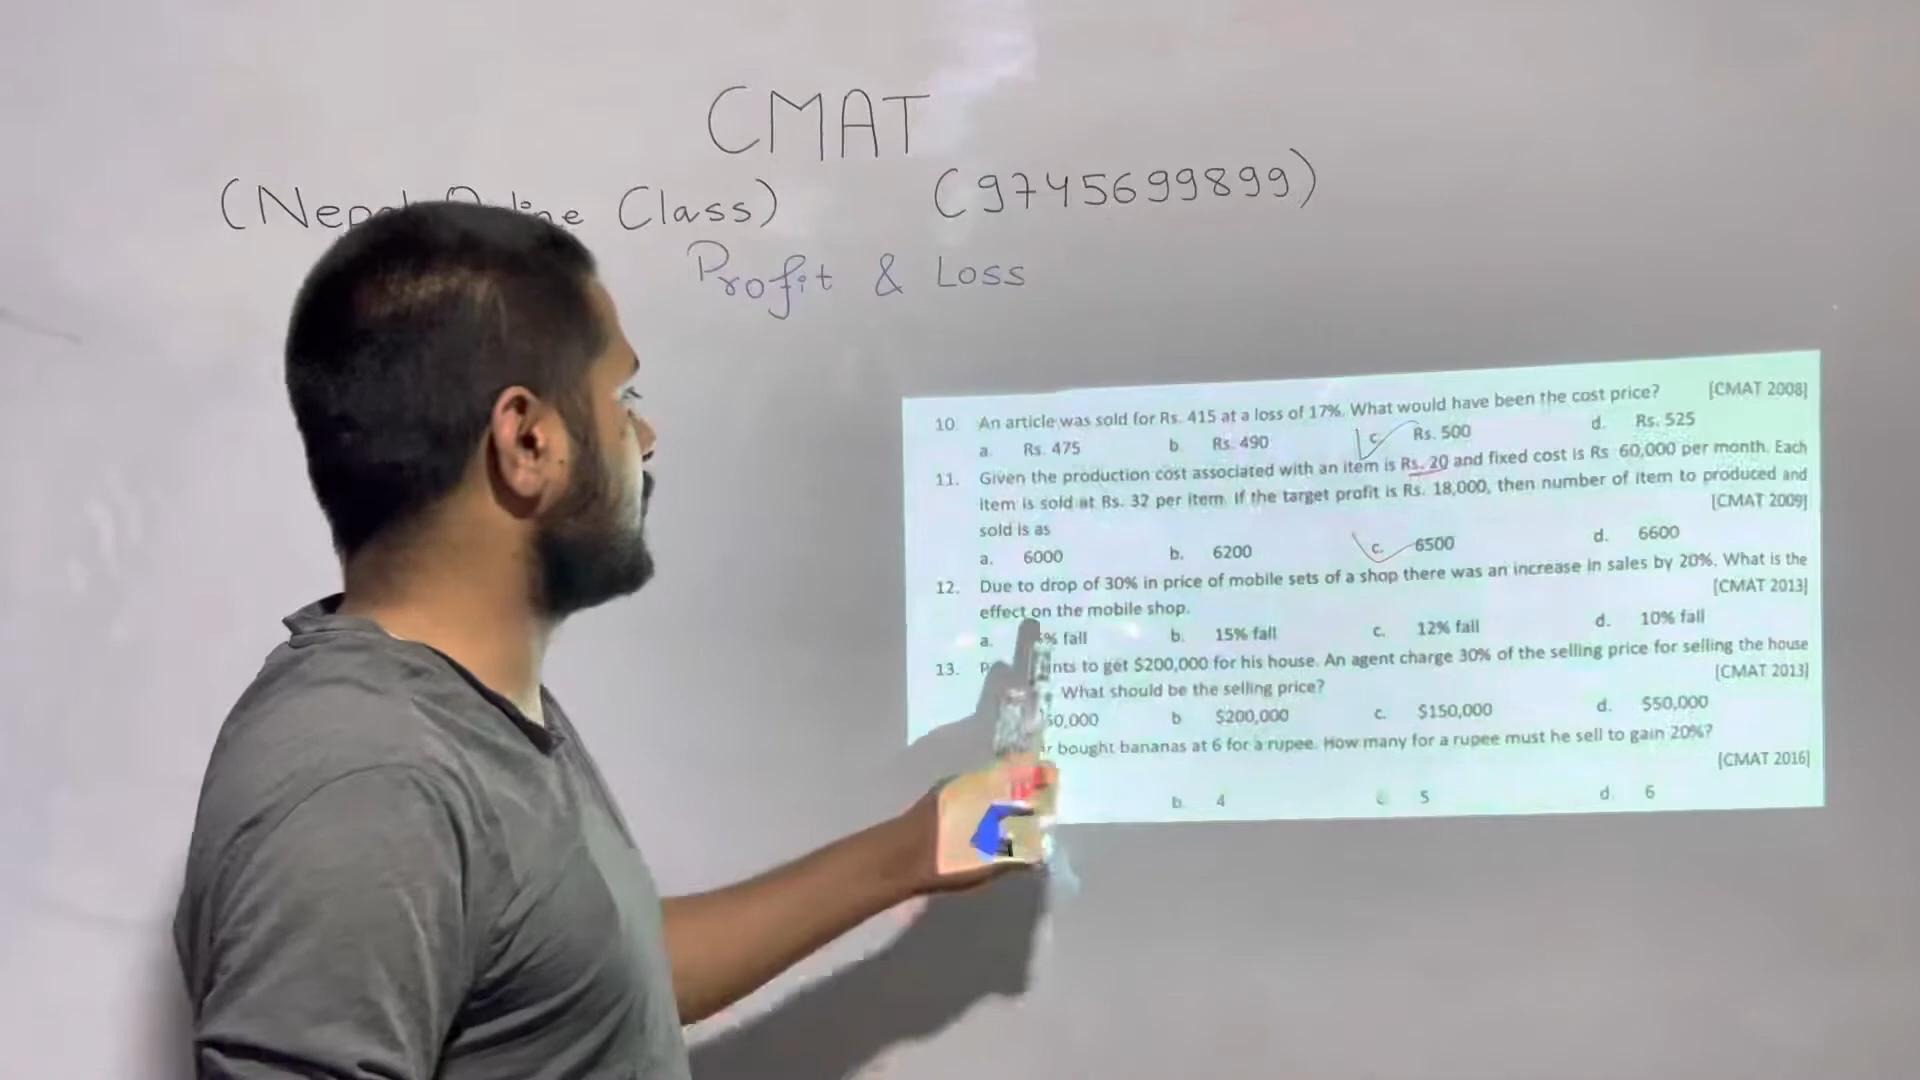 CMAT
(Nepal Online Class) (9745699899)
Profit & Loss
10. An article was sold for Rs. 415 at a loss of 17%. What would have been the cost price? [CMAT 2008]
a. Rs. 475 b. Rs. 490 c. Rs. 500 d. Rs. 525
11. Given the production cost associated with an item is Rs. 20 and fixed cost is Rs 60,000 per month. Each
item is sold at Rs. 32 per item. If the target profit is Rs. 18,000, then number of item to produced and
sold is as [CMAT 2009]
a. 6000 b. 6200 c. 6500 d. 6600
12. Due to drop of 30% in price of mobile sets of a shop there was an increase in sales by 20%. What is the
effect on the mobile shop. [CMAT 2013]
a. % fall b. 15% fall c. 12% fall d. 10% fall
13. to get $200,000 for his house. An agent charge 30% of the selling price for selling the house
What should be the selling price? [CMAT 2013]
b $200,000 c. $150,000 d. $50,000
bought bananas at 6 for a rupee. How many for a rupee must he sell to gain 20%?
[CMAT 2016]
b. 4 c 5 d. 6